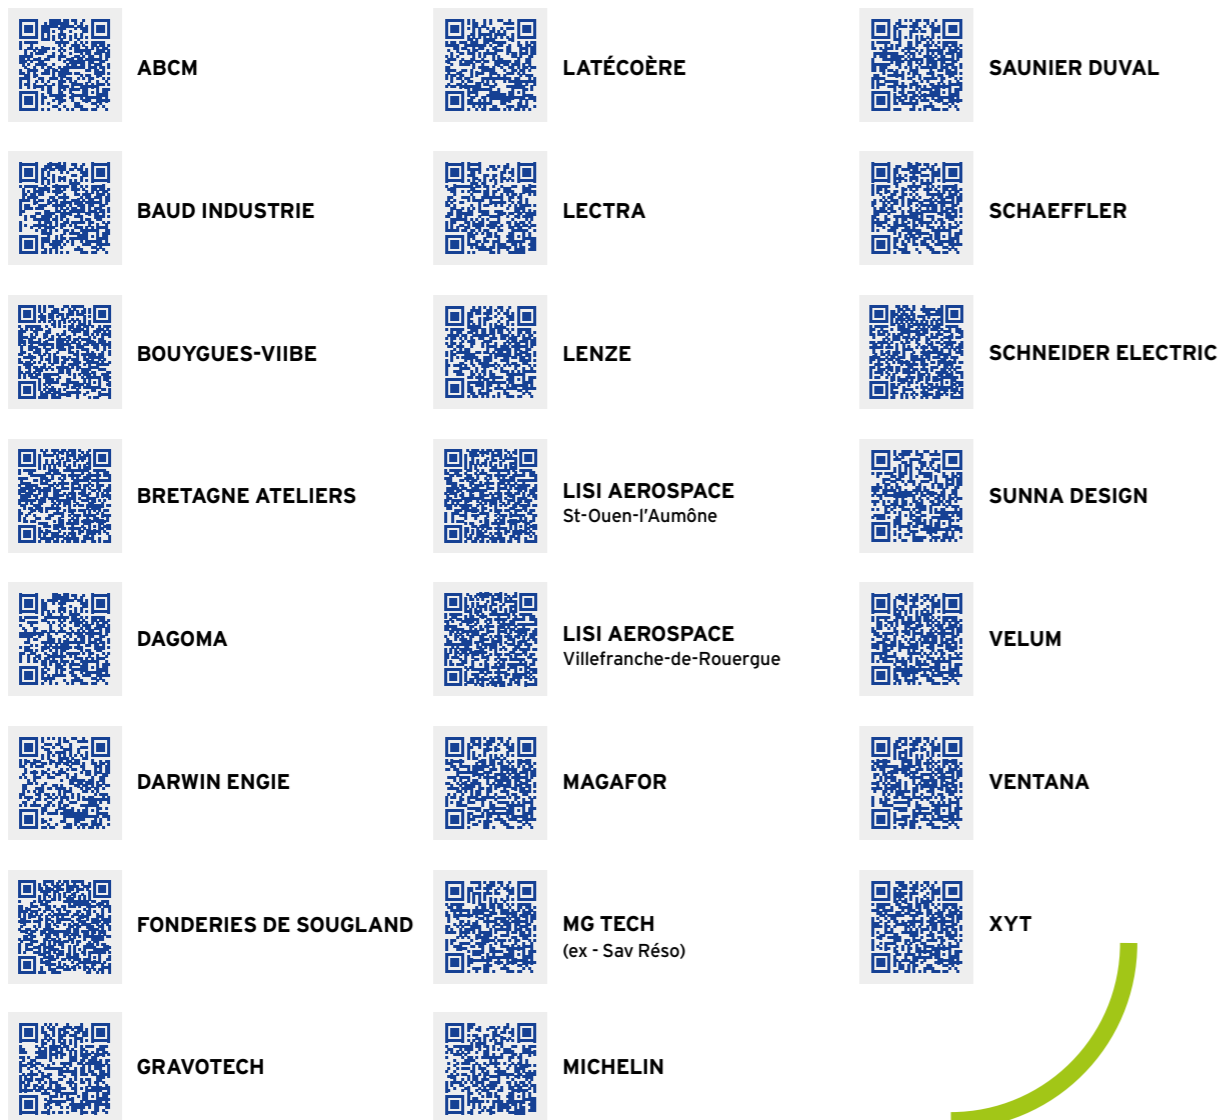 ABCM
BAUD INDUSTRIE
BOUYGUES-VIIBE
BRETAGNE ATELIERS
DAGOMA
DARWIN ENGIE
FONDERIES DE SOUGLAND
GRAVOTECH
LATÉCOÈRE
LECTRA
LENZE
LISI AEROSPACE
St-Ouen-l'Aumône
LISI AEROSPACE
Villefranche-de-Rouergue
MAGAFOR
MG TECH
(ex - Sav Réso)
MICHELIN
SAUNIER DUVAL
SCHAEFFLER
SCHNEIDER ELECTRIC
SUNNA DESIGN
VELUM
VENTANA
XYT